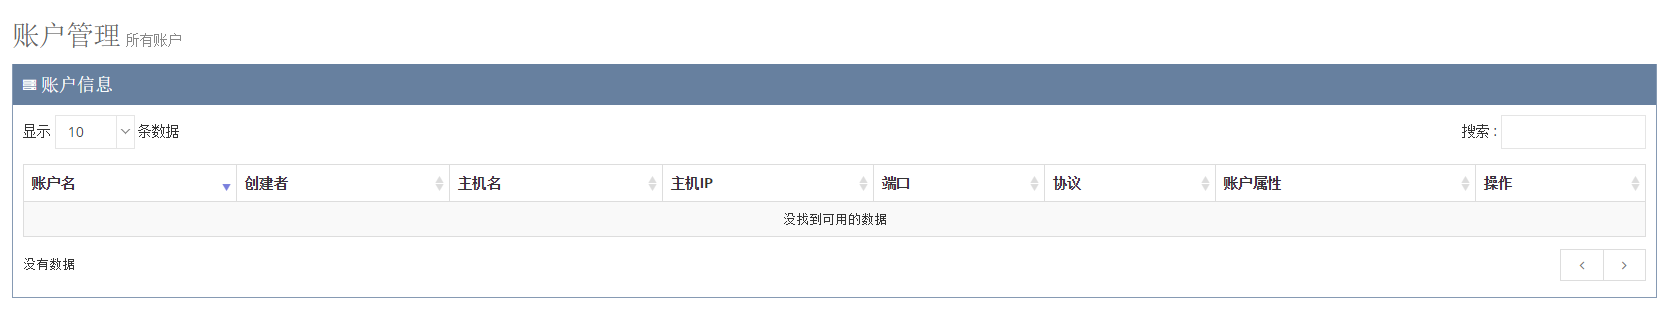 账户管理 所有账户
账户信息
显示 10 条数据 搜索：
账户名 创建者 主机名 主机IP 端口 协议 账户属性 操作
没找到可用的数据
没有数据